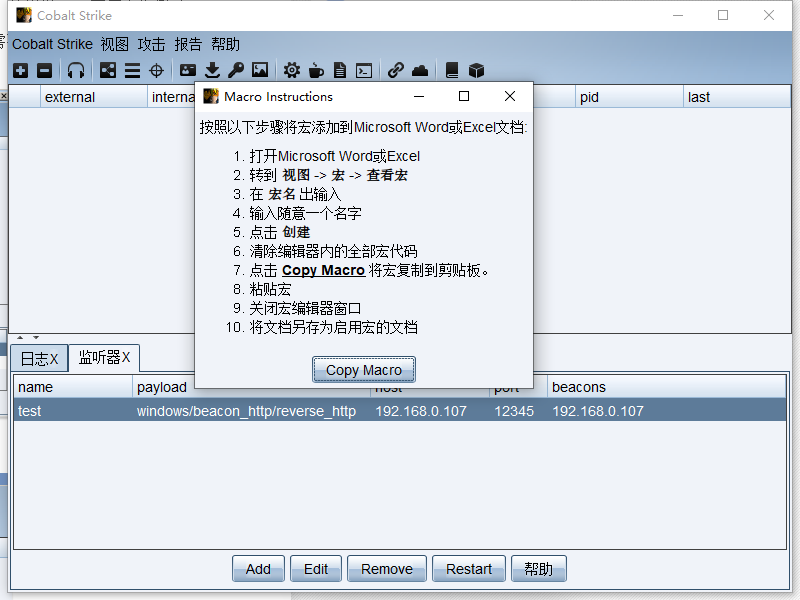 Cobalt Strike
Cobalt Strike 视图 攻击 报告 帮助
external
interna
pid
last
Macro Instructions
按照以下步骤将宏添加到Microsoft Word或Excel文档:
1. 打开Microsoft Word或Excel
2. 转到 视图 -> 宏 -> 查看宏
3. 在 宏名 出输入
4. 输入随意一个名字
5. 点击 创建
6. 清除编辑器内的全部宏代码
7. 点击 Copy Macro 将宏复制到剪贴板。
8. 粘贴宏
9. 关闭宏编辑器窗口
10. 将文档另存为启用宏的文档
Copy Macro
日志X 监听器X
name payload host port beacons
test windows/beacon_http/reverse_http 192.168.0.107 12345 192.168.0.107
Add Edit Remove Restart 帮助